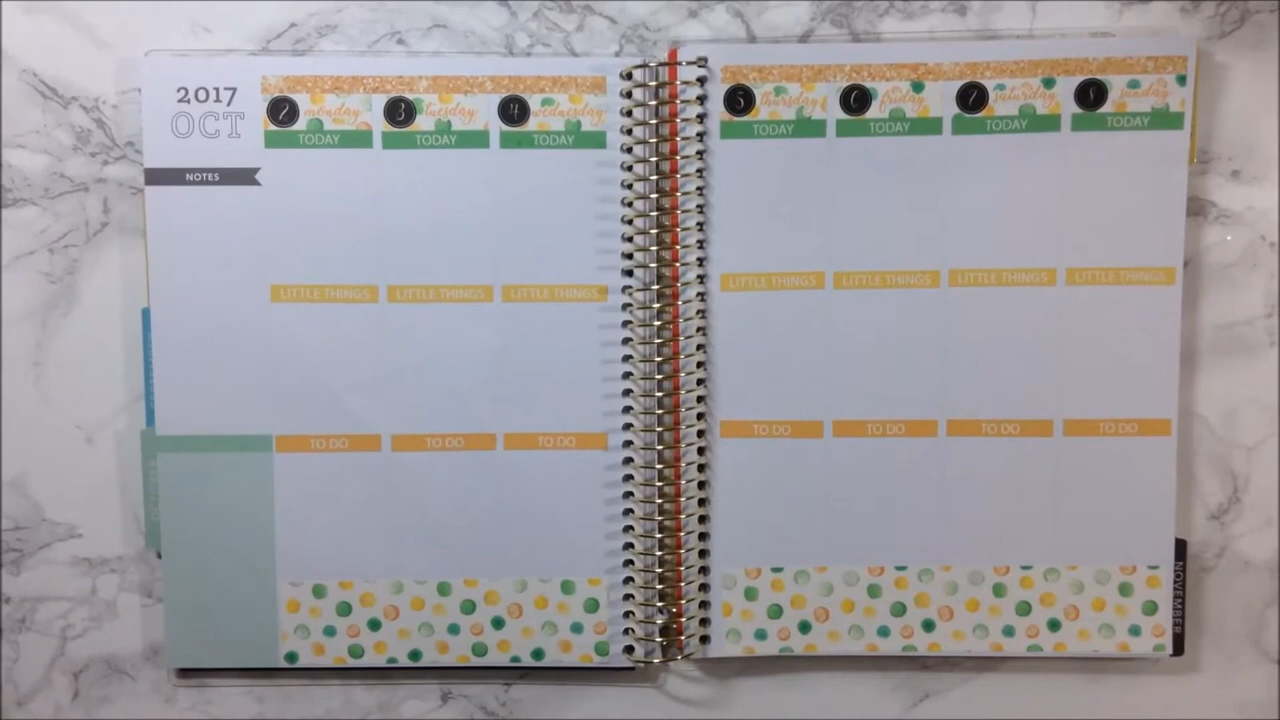 2017
OCT
NOTES
2 monday 3 tuesday 4 wednesday
TODAY TODAY TODAY
LITTLE THINGS LITTLE THINGS LITTLE THINGS
TO DO TO DO TO DO
5 thursday 6 friday 7 saturday 8 sunday
TODAY TODAY TODAY TODAY
LITTLE THINGS LITTLE THINGS LITTLE THINGS LITTLE THINGS
TO DO TO DO TO DO TO DO
NOVEMBER